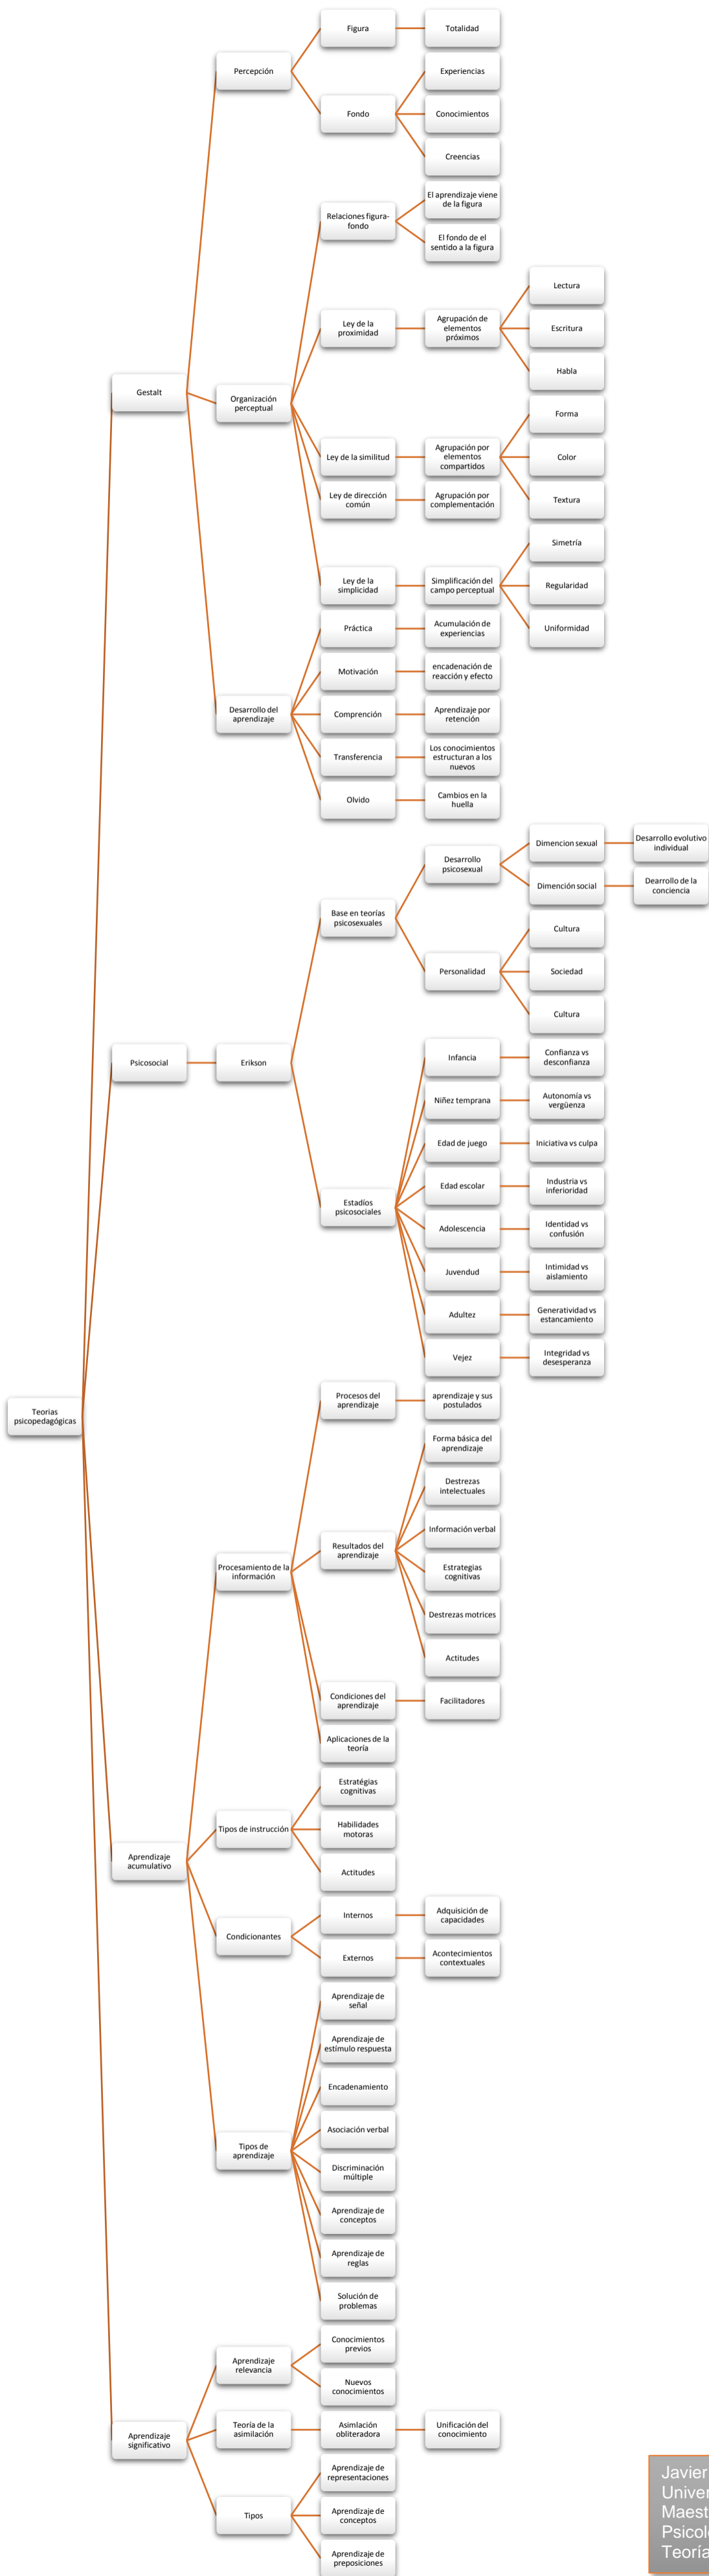 Figura
Totalidad
Percepción
Experiencias
Fondo
Conocimientos
Creencias
Relaciones figura-
fondo
El aprendizaje viene
de la figura
El fondo de el
sentido a la figura
Gestalt
Organización
perceptual
Ley de la
proximidad
Agrupación de
elementos
próximos
Lectura
Escritura
Habla
Ley de la similitud
Agrupación por
elementos
compartidos
Forma
Color
Textura
Ley de dirección
común
Agrupación por
complementación
Ley de la
simplicidad
Simplificación del
campo perceptual
Simetría
Regularidad
Uniformidad
Desarrollo del
aprendizaje
Práctica
Acumulación de
experiencias
Motivación
encadenación de
reacción y efecto
Comprención
Aprendizaje por
retención
Transferencia
Los conocimientos
estructuran a los
nuevos
Olvido
Cambios en la
huella
Psicosocial
Erikson
Base en teorías
psicosexuales
Desarrollo
psicosexual
Dimencion sexual
Desarrollo evolutivo
individual
Dimención social
Dearrollo de la
conciencia
Personalidad
Cultura
Sociedad
Cultura
Estadíos
psicosociales
Infancia
Confianza vs
desconfianza
Niñez temprana
Autonomía vs
vergüenza
Edad de juego
Iniciativa vs culpa
Edad escolar
Industria vs
inferioridad
Adolescencia
Identidad vs
confusión
Juvendud
Intimidad vs
aislamiento
Adultez
Generatividad vs
estancamiento
Vejez
Integridad vs
desesperanza
Teorias
psicopedagógicas
Aprendizaje
acumulativo
Procesamiento de la
información
Procesos del
aprendizaje
aprendizaje y sus
postulados
Resultados del
aprendizaje
Forma básica del
aprendizaje
Destrezas
intelectuales
Información verbal
Estrategias
cognitivas
Destrezas motrices
Actitudes
Condiciones del
aprendizaje
Facilitadores
Aplicaciones de la
teoría
Tipos de instrucción
Estratégias
cognitivas
Habilidades
motoras
Actitudes
Condicionantes
Internos
Adquisición de
capacidades
Externos
Acontecimientos
contextuales
Tipos de
aprendizaje
Aprendizaje de
señal
Aprendizaje de
estímulo respuesta
Encadenamiento
Asociación verbal
Discriminación
múltiple
Aprendizaje de
conceptos
Aprendizaje de
reglas
Solución de
problemas
Aprendizaje
significativo
Aprendizaje
relevancia
Conocimientos
previos
Nuevos
conocimientos
Teoría de la
asimilación
Asimlación
obliteradora
Unificación del
conocimiento
Tipos
Aprendizaje de
representaciones
Aprendizaje de
conceptos
Aprendizaje de
preposiciones
Javier
Univer
Maest
Psicol
Teoría